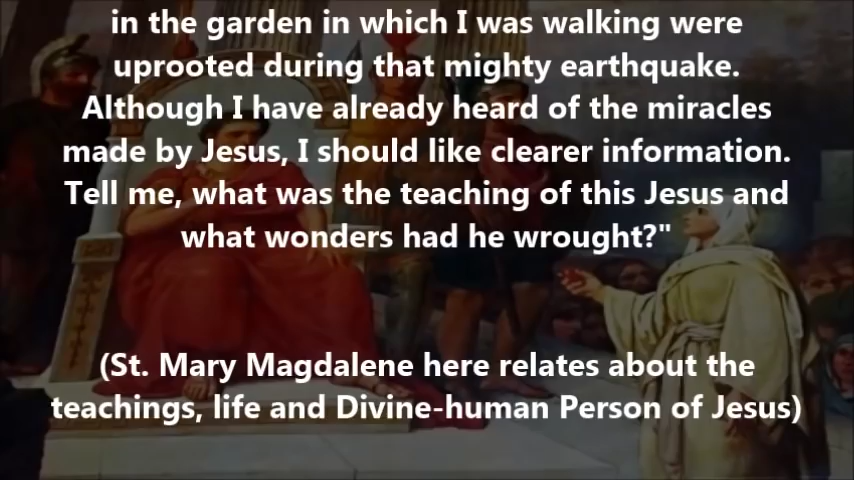 in the garden in which I was walking were
uprooted during that mighty earthquake.
Although I have already heard of the miracles
made by Jesus, I should like clearer information.
Tell me, what was the teaching of this Jesus and
what wonders had he wrought?"
(St. Mary Magdalene here relates about the
teachings, life and Divine-human Person of Jesus)